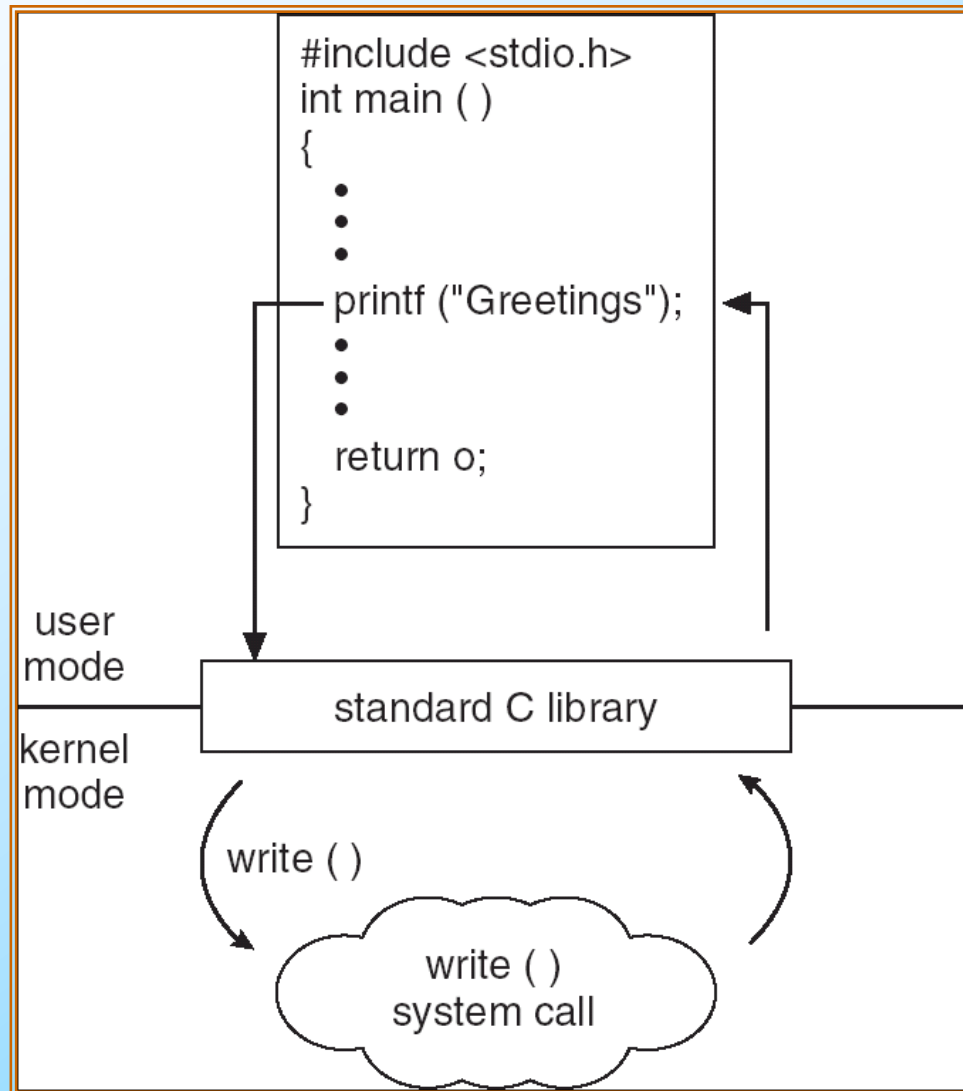 #include <stdio.h>
int main ( )
{
•
•
•
printf ("Greetings");
•
•
•
return o;
}
user
mode
standard C library
kernel
mode
write ( )
write ( )
system call